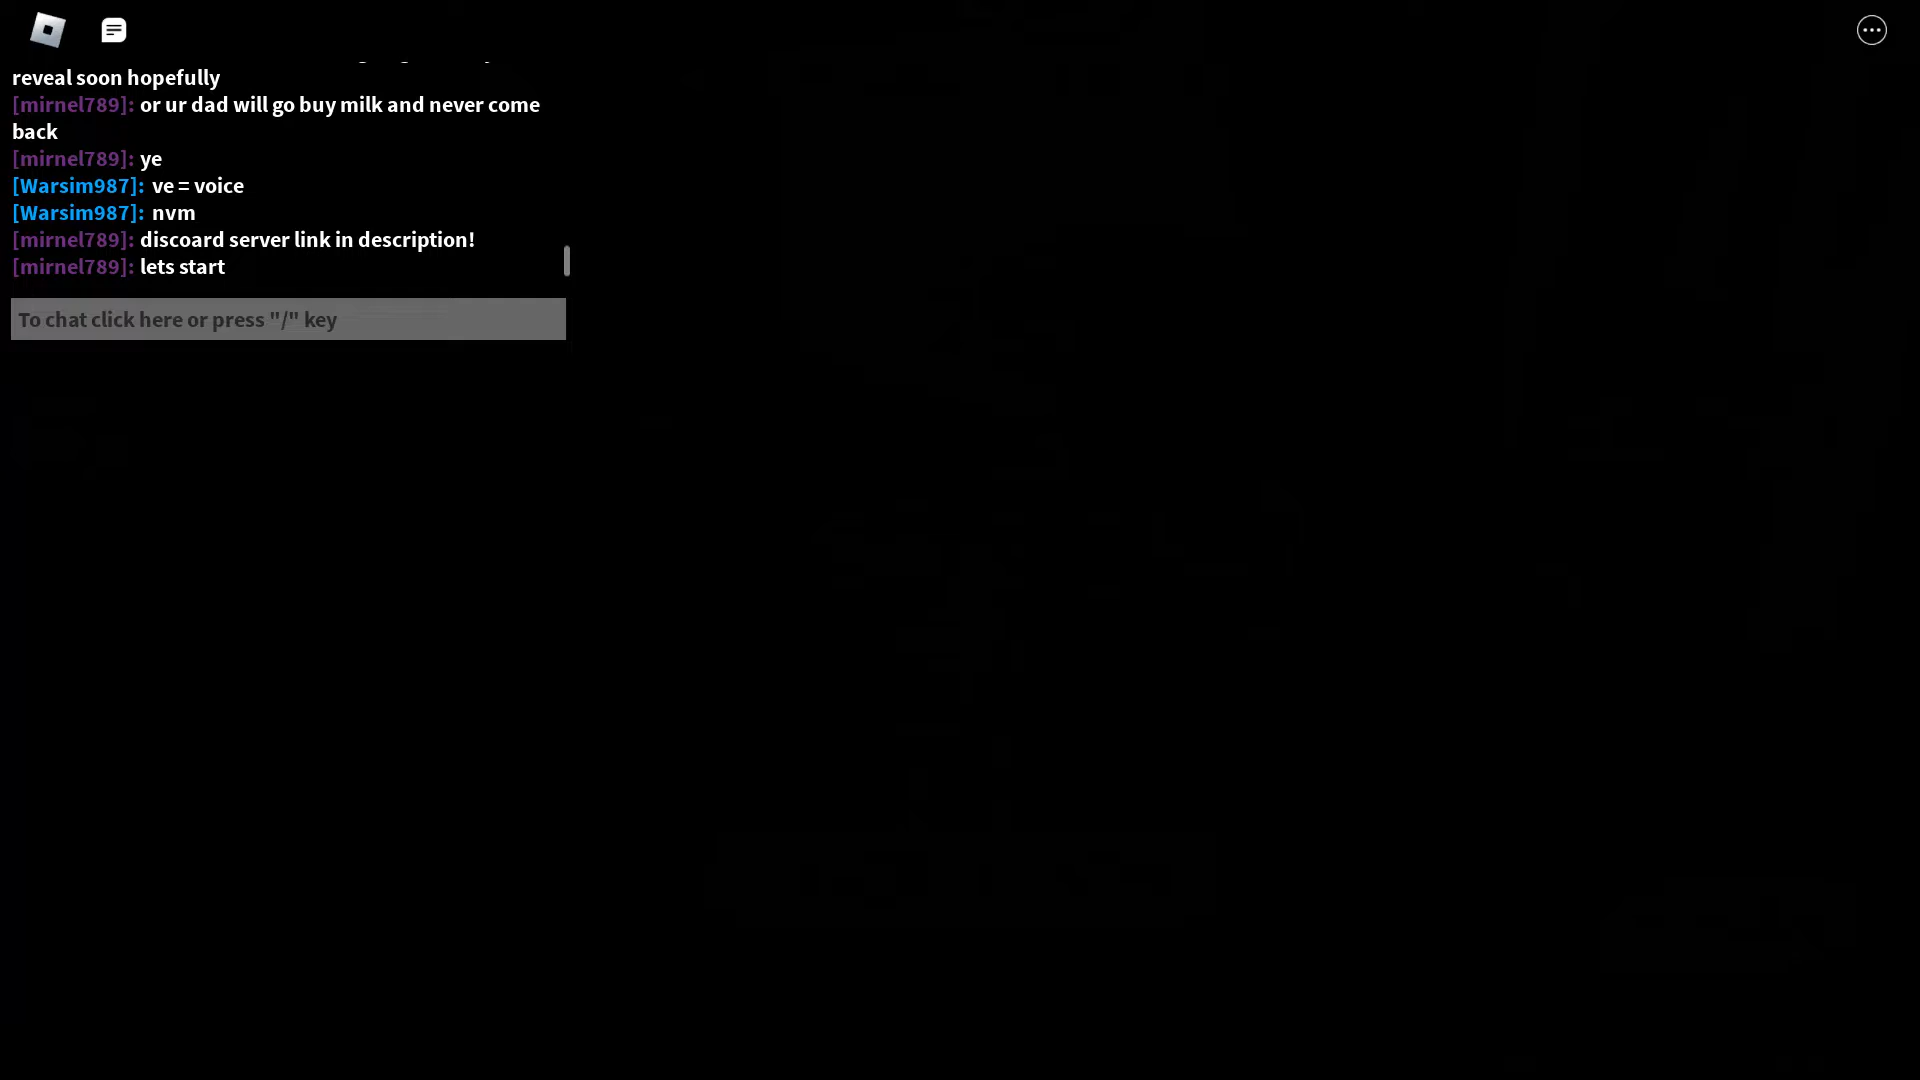 reveal soon hopefully
[mirnel789]: or ur dad will go buy milk and never come
back
[mirnel789]: ye
[Warsim987]: ve = voice
[Warsim987]: nvm
[mirnel789]: discoard server link in description!
[mirnel789]: lets start
To chat click here or press "/" key